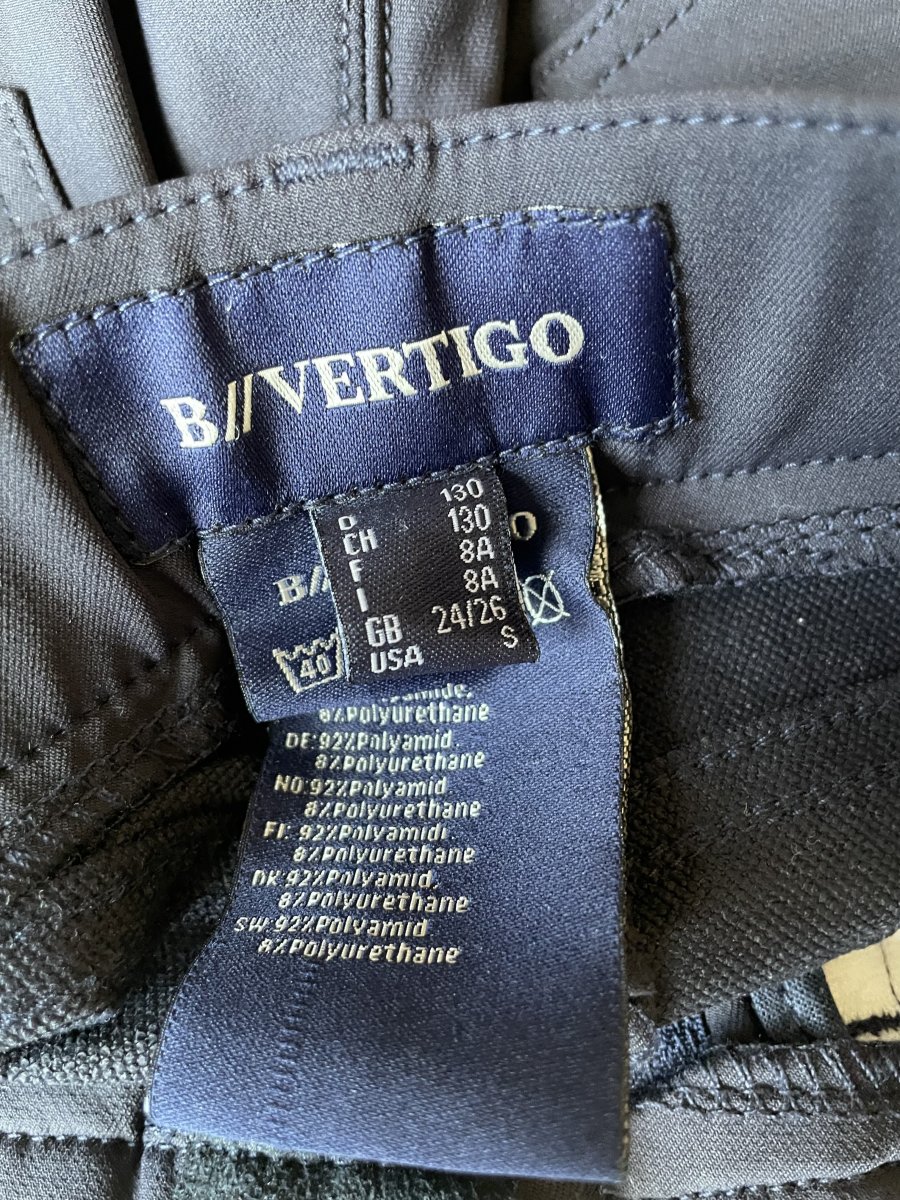 B//VERTIGO
D 130
CH 130
F 8A
I 8A
GB 24/26
USA S
B//
O
40
8%Polyurethane
DE:92%Polyamid,
8%Polyurethane
NO:92%Polyamid
8%Polyurethane
FI: 92%Polyamidi,
8%Polyurethane
DK:92%Polyamid,
8%Polyurethane
SW:92%Polyamid
8%Polyurethane